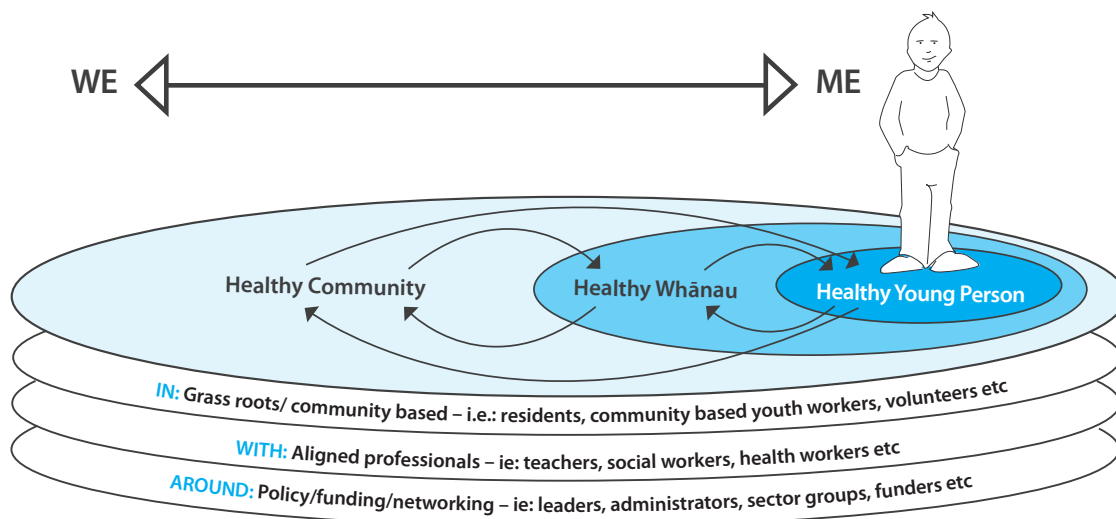 WE
ME
Healthy Community
Healthy Whānau
Healthy Young Person
IN: Grass roots/ community based – i.e.: residents, community based youth workers, volunteers etc
WITH: Aligned professionals – ie: teachers, social workers, health workers etc
AROUND: Policy/funding/networking – ie: leaders, administrators, sector groups, funders etc